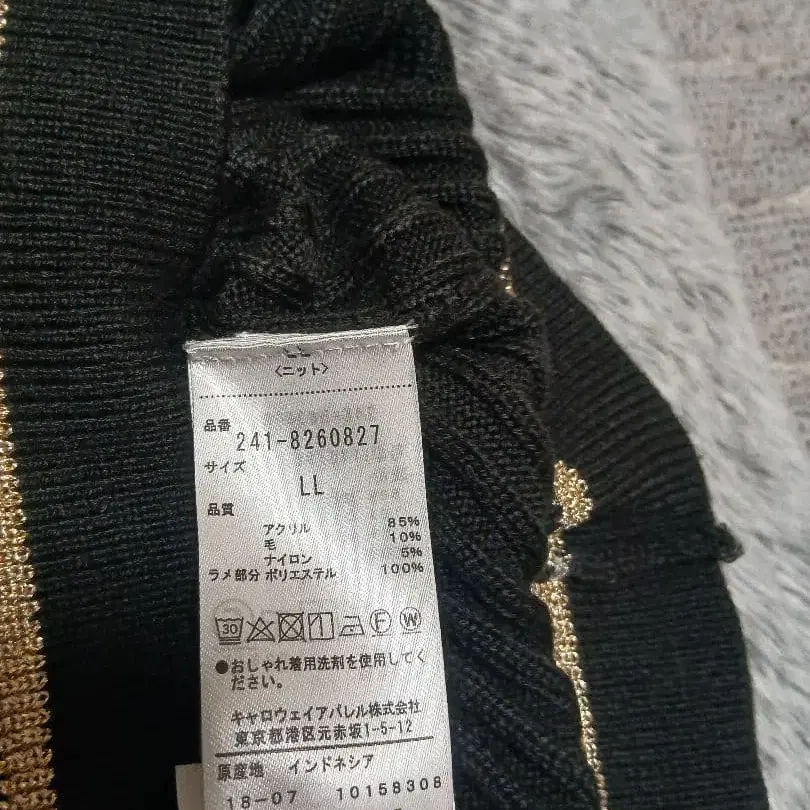 LL
〈ニット〉
品番
241-8260827
サイズ
LL
品質
アクリル 85%
毛 10%
ナイロン 5%
ラメ部分 ポリエステル 100%
30 F W
●おしゃれ着用洗剤を使用してく
ださい。
キャロウェイアパレル株式会社
東京都港区元赤坂1-5-12
原産地 インドネシア
18-07 10158308